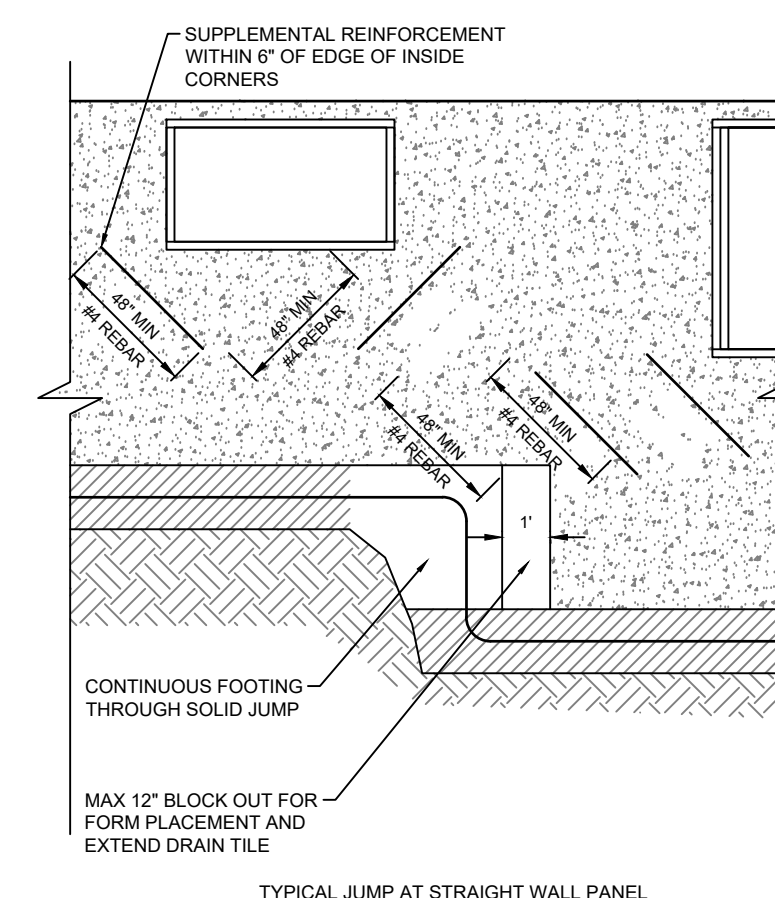 SUPPLEMENTAL REINFORCEMENT
WITHIN 6" OF EDGE OF INSIDE
CORNERS
48" MIN
#4 REBAR
48" MIN
#4 REBAR
48" MIN
#4 REBAR
48" MIN
#4 REBAR
1'
CONTINUOUS FOOTING
THROUGH SOLID JUMP
MAX 12" BLOCK OUT FOR
FORM PLACEMENT AND
EXTEND DRAIN TILE
TYPICAL JUMP AT STRAIGHT WALL PANEL